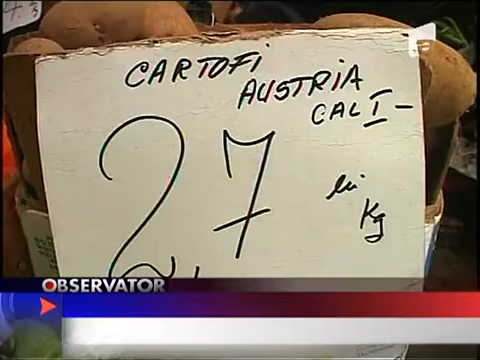 CARTOFI
AUSTRIA
CAL I-
2,7 lei
Kg
OBSERVATOR